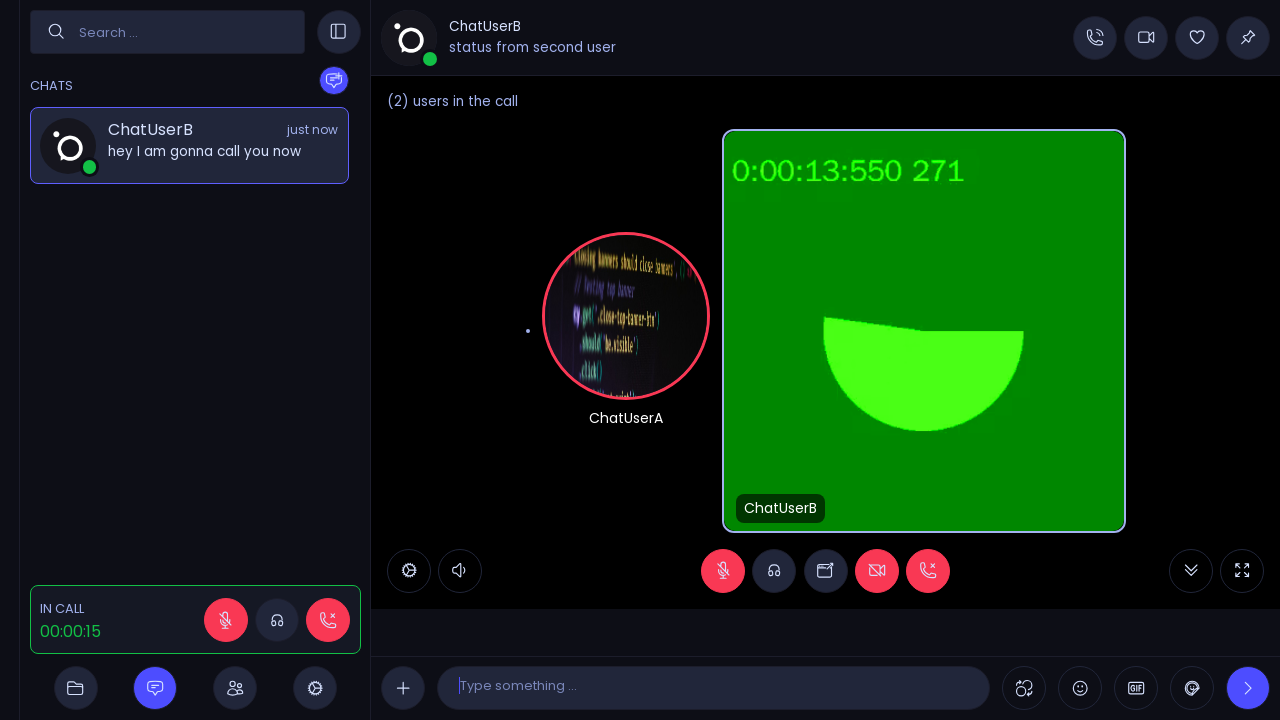 Search ...
CHATS
ChatUserB
just now
hey I am gonna call you now
IN CALL
00:00:15
ChatUserB
status from second user
(2) users in the call
closing banners should close banners'
// Testing top banner
cy.get('.close-top-banner-btn')
.should('be.visible')
.click()
ChatUserA
0:00:13:550 271
ChatUserB
Type something ...
GIF